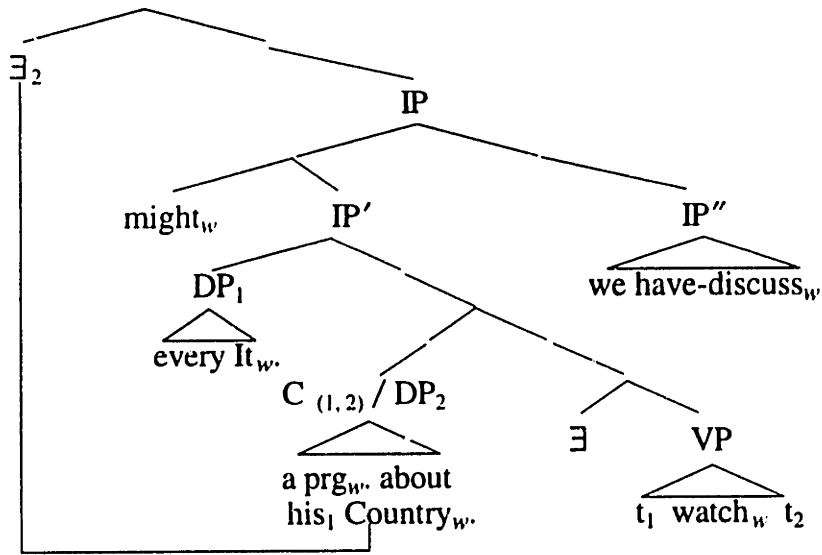 ∃₂
IP
might_w' IP′ IP″
DP₁ we have-discuss_w
every It_w'.
C (1, 2) / DP₂ ∃ VP
a prg_w''. about
his₁ Country_w''. t₁ watch_w' t₂